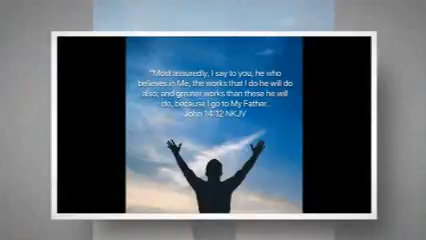 "Most assuredly, I say to you, he who
believes in Me, the works that I do he will do
also; and greater works than these he will
do, because I go to My Father.
John 14:12 NKJV